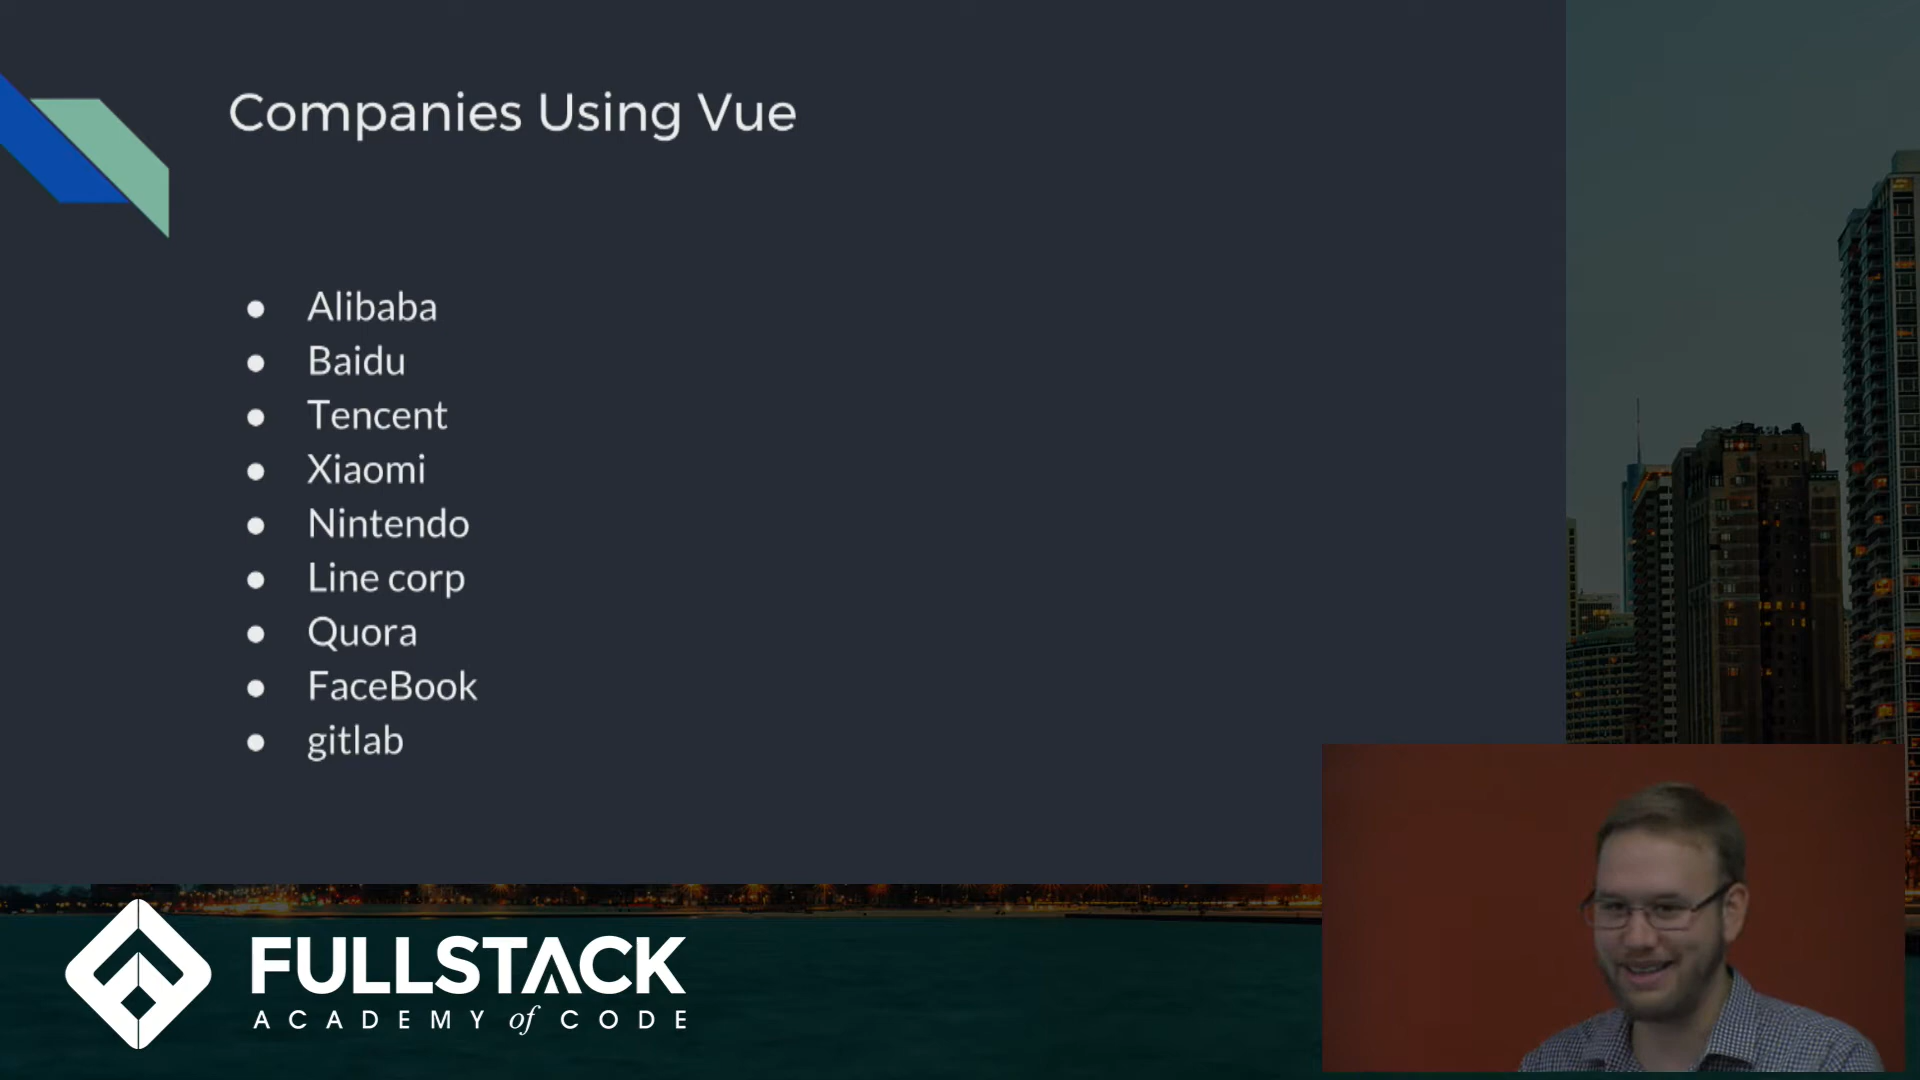 Companies Using Vue
● Alibaba
● Baidu
● Tencent
● Xiaomi
● Nintendo
● Line corp
● Quora
● FaceBook
● gitlab
FULLSTACK
ACADEMY of CODE